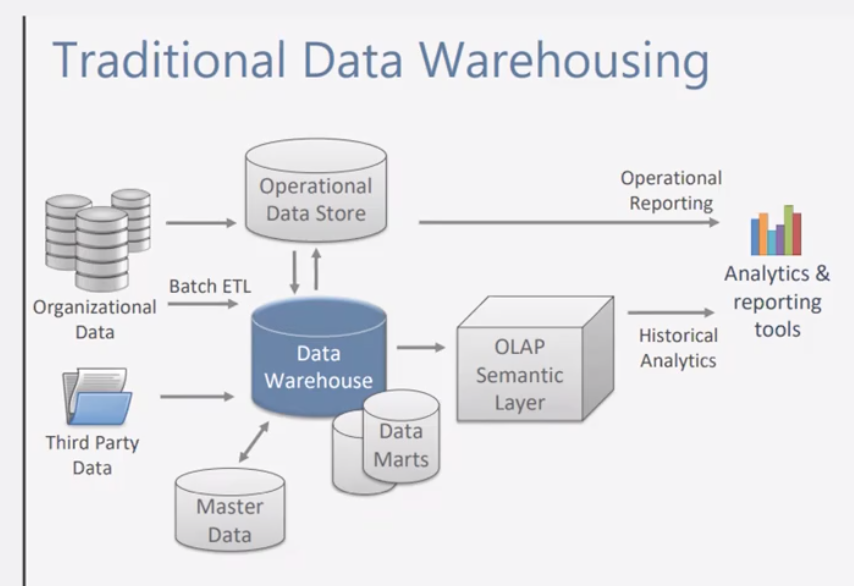 Traditional Data Warehousing
Operational
Data Store
Operational
Reporting
Analytics &
reporting
tools
Organizational
Data
Batch ETL
Data
Warehouse
OLAP
Semantic
Layer
Historical
Analytics
Third Party
Data
Data
Marts
Master
Data